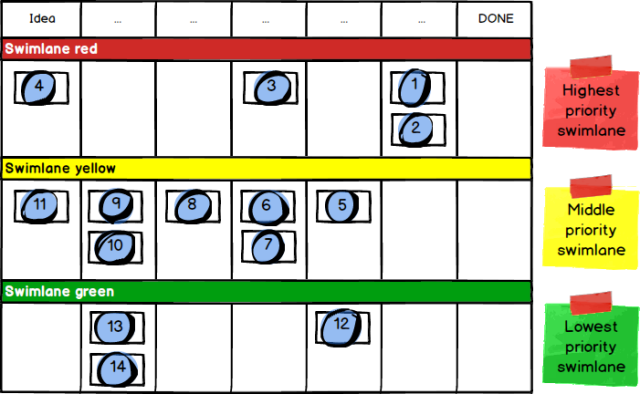 Idea ... ... ... ... ... DONE
Swimlane red
4 3 1
2
Highest
priority
swimlane
Swimlane yellow
11 9 8 6 5
10 7
Middle
priority
swimlane
Swimlane green
13 12
14
Lowest
priority
swimlane